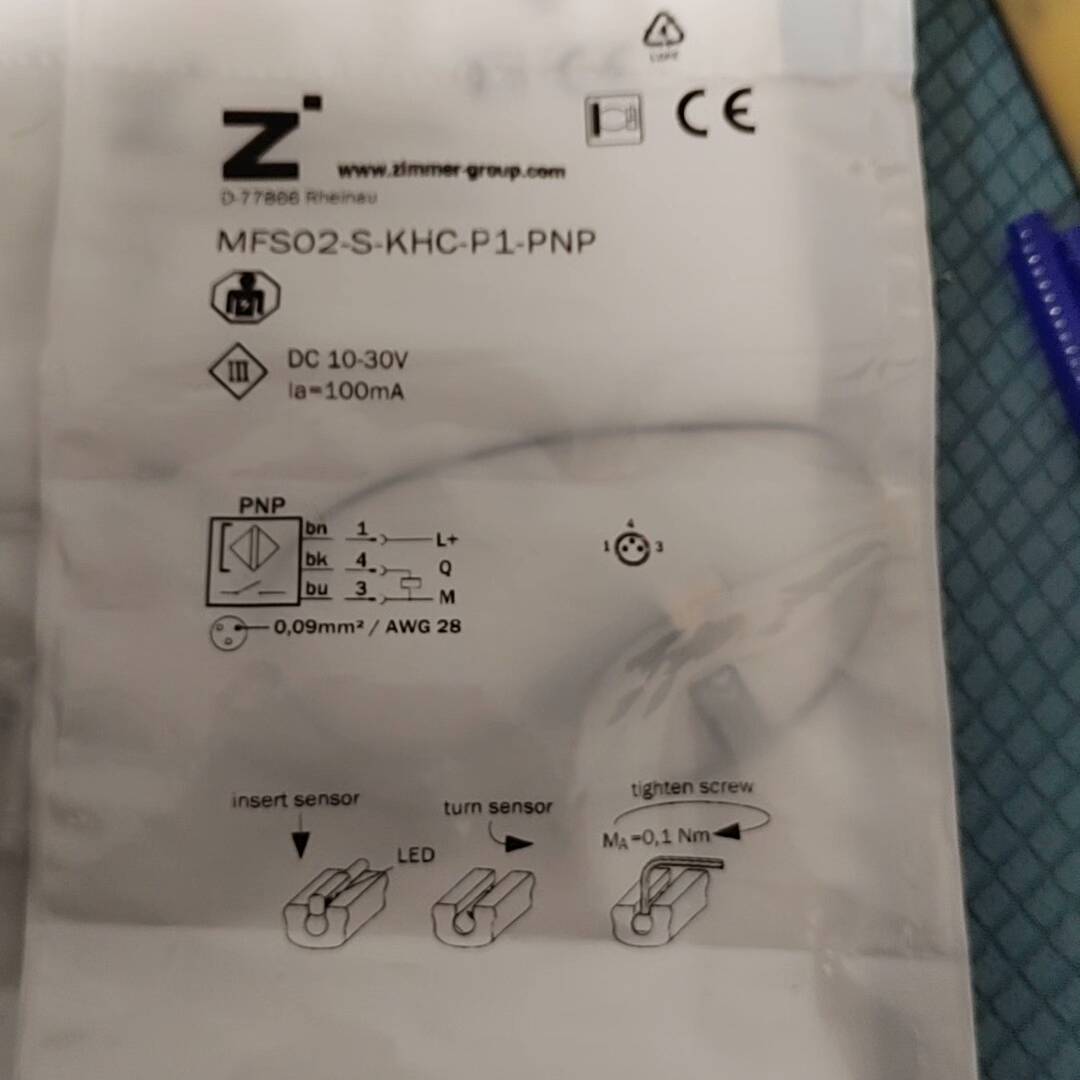 www.zimmer-group.com
D-77866 Rheinau
MFS02-S-KHC-P1-PNP
III
DC 10-30V
Ia=100mA
PNP
bn 1 L+
bk 4 Q
bu 3 M
0,09mm² / AWG 28
4
1 3
insert sensor
turn sensor
tighten screw
MA=0,1 Nm
LED
CE